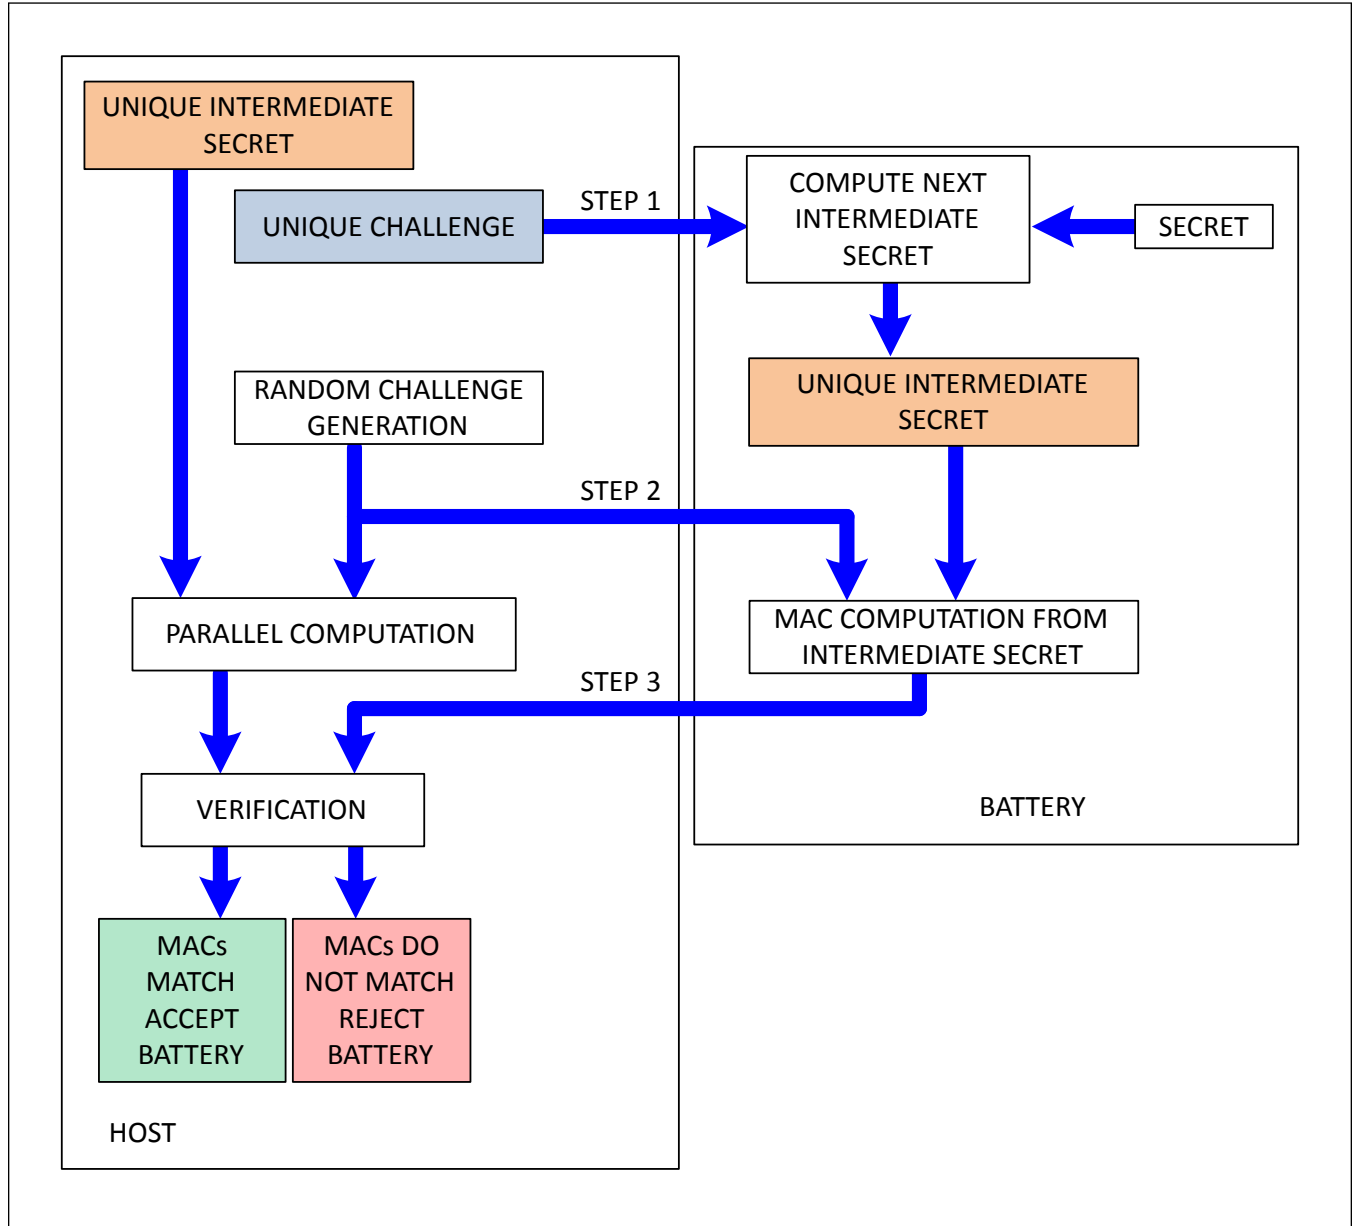 UNIQUE INTERMEDIATE
SECRET
UNIQUE CHALLENGE
STEP 1
COMPUTE NEXT
INTERMEDIATE
SECRET
SECRET
RANDOM CHALLENGE
GENERATION
UNIQUE INTERMEDIATE
SECRET
STEP 2
PARALLEL COMPUTATION
MAC COMPUTATION FROM
INTERMEDIATE SECRET
STEP 3
VERIFICATION
BATTERY
MACs
MATCH
ACCEPT
BATTERY
MACs DO
NOT MATCH
REJECT
BATTERY
HOST